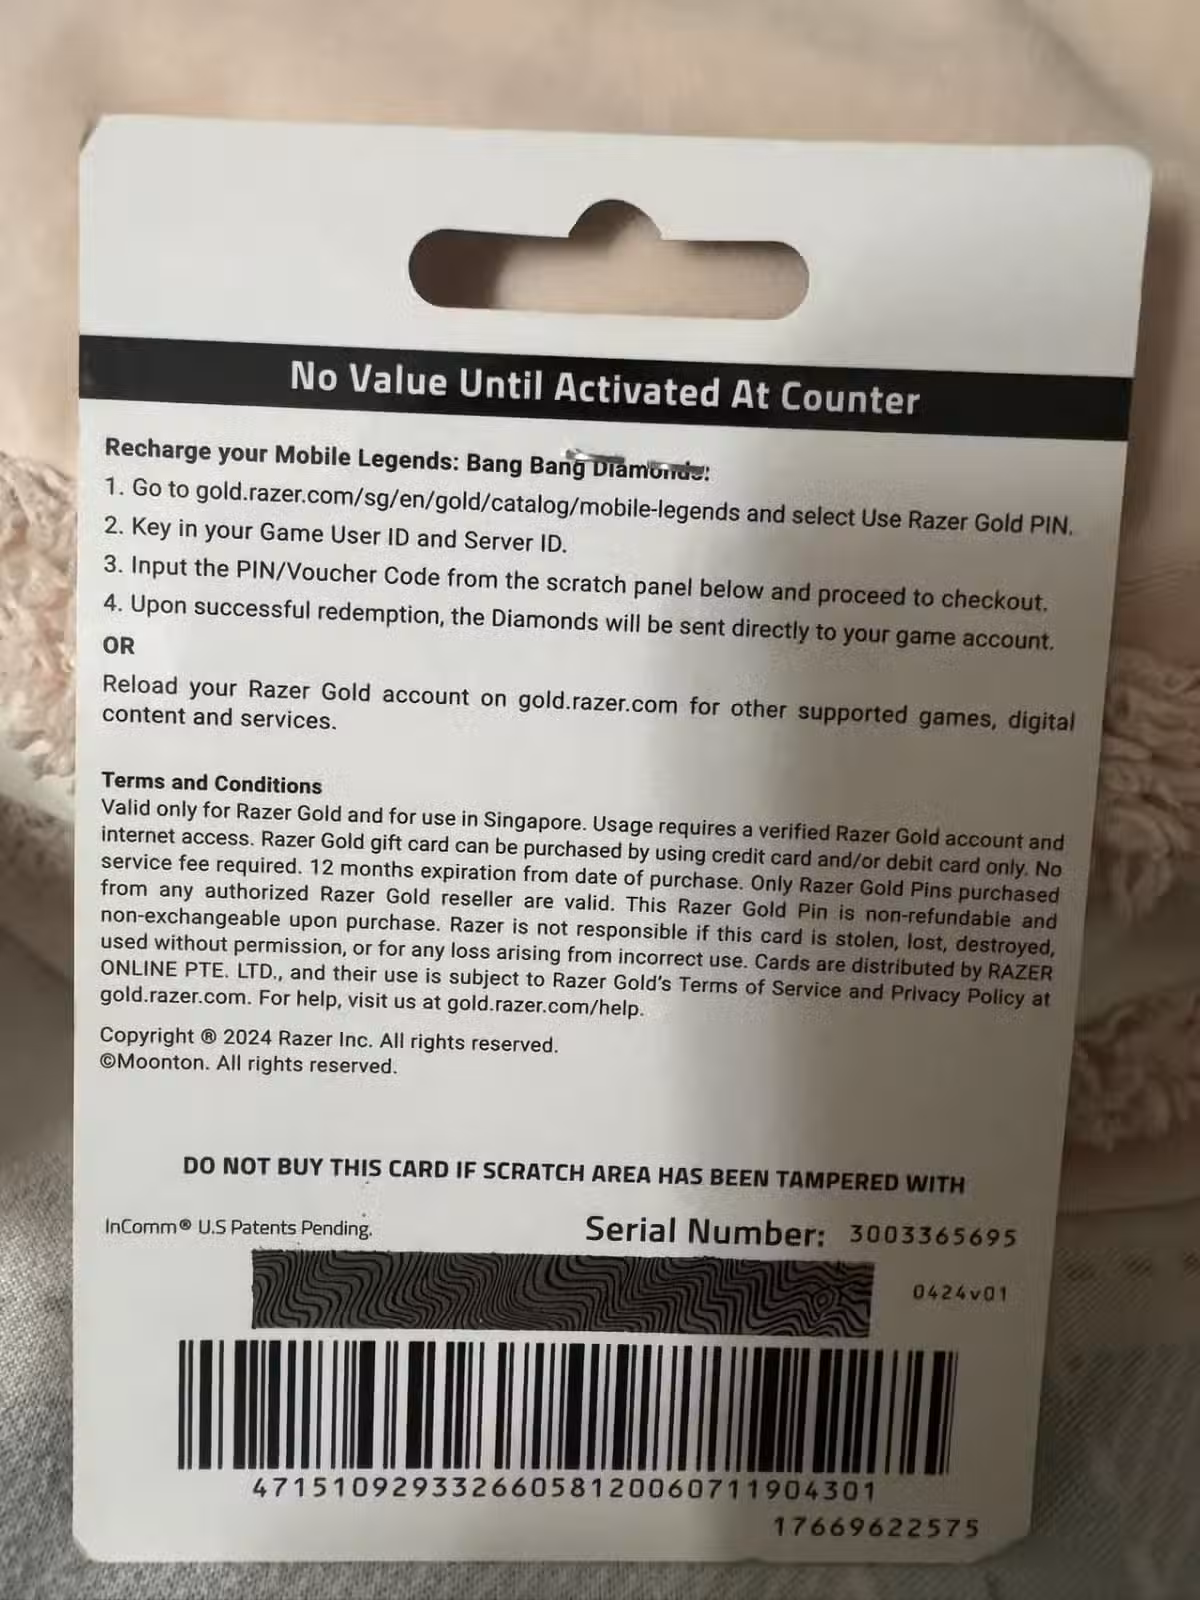 No Value Until Activated At Counter
Recharge your Mobile Legends: Bang Bang Diamonds:
1. Go to gold.razer.com/sg/en/gold/catalog/mobile-legends and select Use Razer Gold PIN.
2. Key in your Game User ID and Server ID.
3. Input the PIN/Voucher Code from the scratch panel below and proceed to checkout.
4. Upon successful redemption, the Diamonds will be sent directly to your game account.
OR
Reload your Razer Gold account on gold.razer.com for other supported games, digital
content and services.
Terms and Conditions
Valid only for Razer Gold and for use in Singapore. Usage requires a verified Razer Gold account and
internet access. Razer Gold gift card can be purchased by using credit card and/or debit card only. No
service fee required. 12 months expiration from date of purchase. Only Razer Gold Pins purchased
from any authorized Razer Gold reseller are valid. This Razer Gold Pin is non-refundable and
non-exchangeable upon purchase. Razer is not responsible if this card is stolen, lost, destroyed,
used without permission, or for any loss arising from incorrect use. Cards are distributed by RAZER
ONLINE PTE. LTD., and their use is subject to Razer Gold's Terms of Service and Privacy Policy at
gold.razer.com. For help, visit us at gold.razer.com/help.
Copyright ® 2024 Razer Inc. All rights reserved.
©Moonton. All rights reserved.
DO NOT BUY THIS CARD IF SCRATCH AREA HAS BEEN TAMPERED WITH
InComm® U.S Patents Pending.
Serial Number: 3003365695
0424v01
47151092933266058120060711904301
17669622575